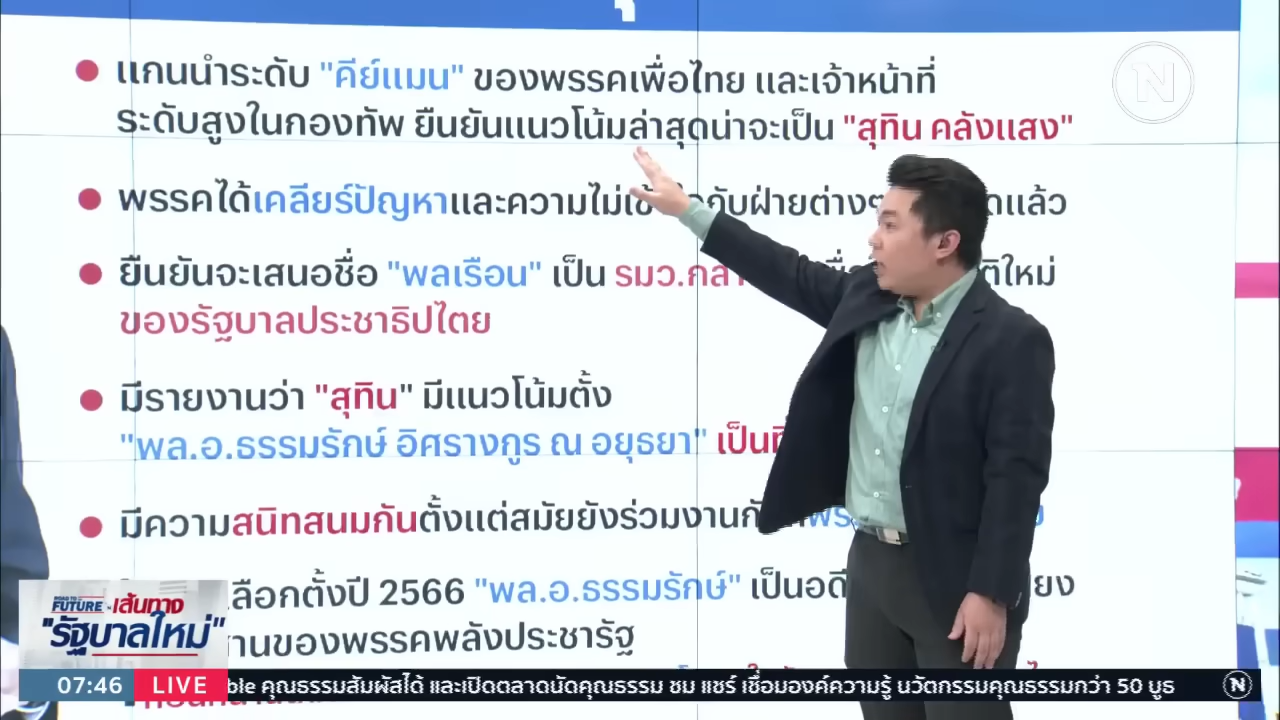 แกนนำระดับ "คีย์แมน" ของพรรคเพื่อไทย และเจ้าหน้าที่
ระดับสูงในกองทัพ ยืนยันแนวโน้มล่าสุดน่าจะเป็น "สุทิน คลังแสง"
พรรคได้เคลียร์ปัญหาและความไม่เข้ กับฝ่ายต่าง แล้ว
ยืนยันจะเสนอชื่อ "พลเรือน" เป็น รมว.กลา
ของรัฐบาลประชาธิปไตย
มีรายงานว่า "สุทิน" มีแนวโน้มตั้ง
"พล.อ.ธรรมรักษ์ อิศรางกูร ณ อยุธยา" เป็น
มีความสนิทสนมกันตั้งแต่สมัยยังร่วมงาน
เลือกตั้งปี 2566 "พล.อ.ธรรมรักษ์" เป็น
ของพรรคพลังประชารัฐ
ROAD TO FUTURE เส้นทาง
"รัฐบาลใหม่"
07:46 LIVE ble คุณธรรมสัมผัสได้ และเปิดตลาดนัดคุณธรรม ชม แชร์ เชื่อมองค์ความรู้ นวัตกรรมคุณธรรมกว่า 50 บูธ N
N